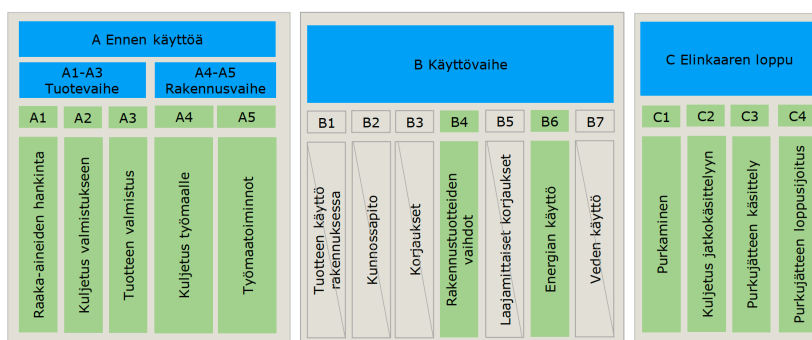 A Ennen käyttöä
A1-A3
Tuotevaihe
A4-A5
Rakennusvaihe
A1
A2
A3
A4
A5
Raaka-aineiden hankinta
Kuljetus valmistukseen
Tuotteen valmistus
Kuljetus työmaalle
Työmaatoiminnot
B Käyttövaihe
B1
B2
B3
B4
B5
B6
B7
Tuotteen käyttö
rakennuksessa
Kunnossapito
Korjaukset
Rakennustuotteiden
vaihdot
Laajamittaiset korjaukset
Energian käyttö
Veden käyttö
C Elinkaaren loppu
C1
C2
C3
C4
Purkaminen
Kuljetus jatkokäsittelyyn
Purkujätteen käsittely
Purkujätteen loppusijoitus